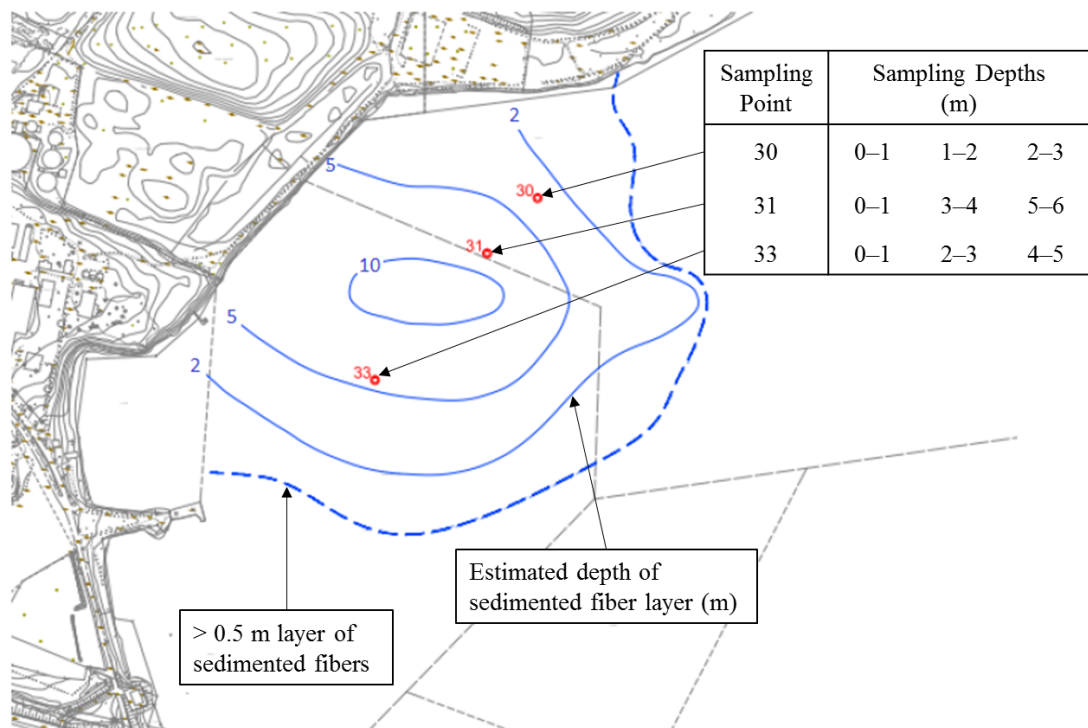 Sampling Point Sampling Depths (m)
30 0–1 1–2 2–3
31 0–1 3–4 5–6
33 0–1 2–3 4–5
2
5
30
31
10
5
2
33
Estimated depth of
sedimented fiber layer (m)
> 0.5 m layer of
sedimented fibers